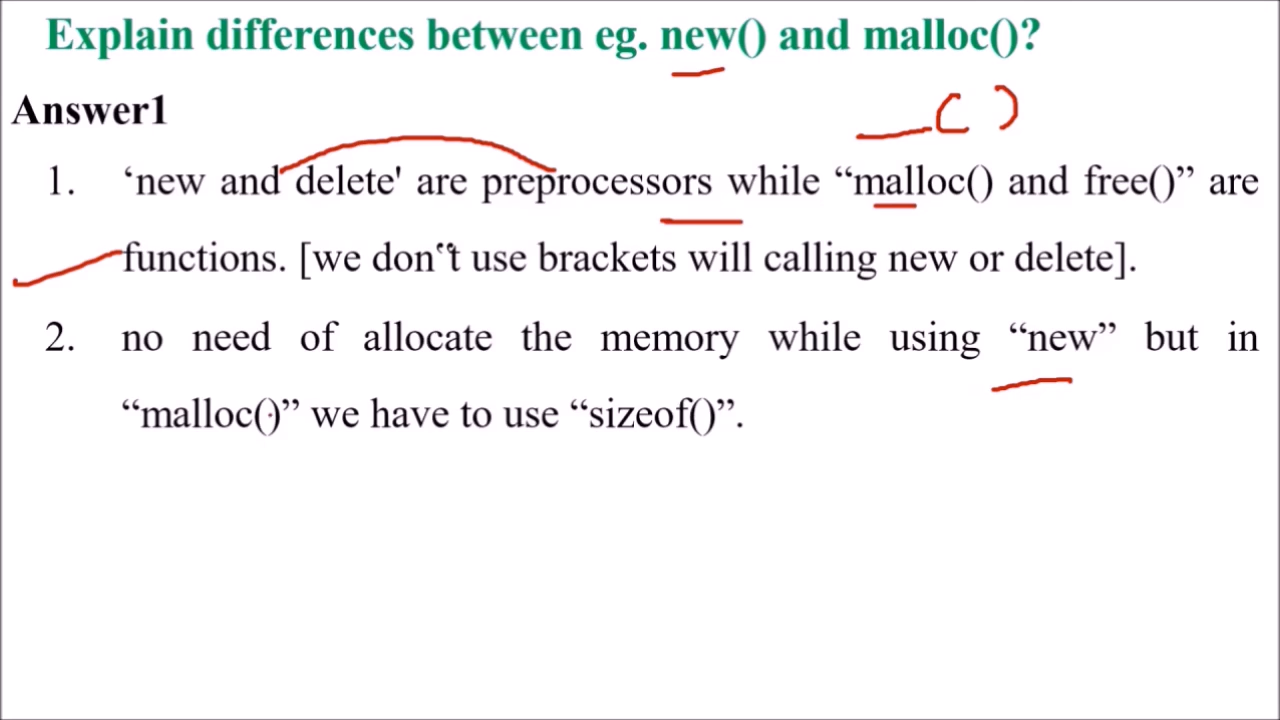 Explain differences between eg. new() and malloc()?
( )
Answer1
1. ‘new and delete' are preprocessors while “malloc() and free()” are
functions. [we don‟t use brackets will calling new or delete].
2. no need of allocate the memory while using “new” but in
“malloc()” we have to use “sizeof()”.